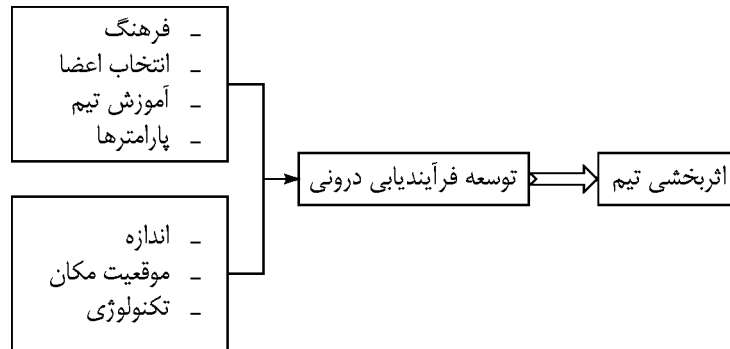 - فرهنگ
- انتخاب اعضا
- آموزش تیم
- پارامترها
توسعه فرآیندیابی درونی
اثربخشی تیم
- اندازه
- موقعیت مکان
- تکنولوژی